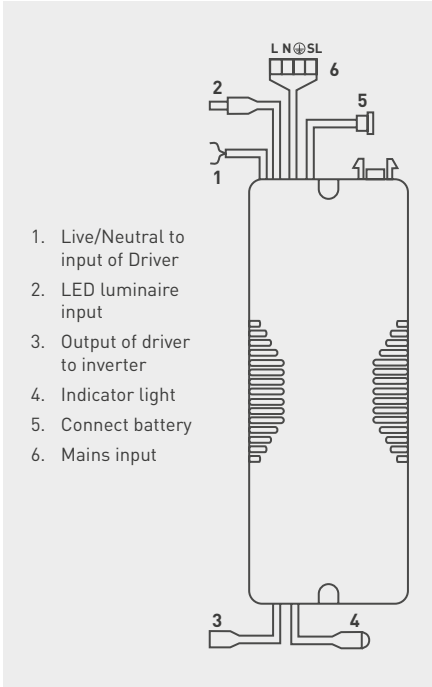 L N ⏚ SL
6
2
5
1
1. Live/Neutral to
input of Driver
2. LED luminaire
input
3. Output of driver
to inverter
4. Indicator light
5. Connect battery
6. Mains input
3
4